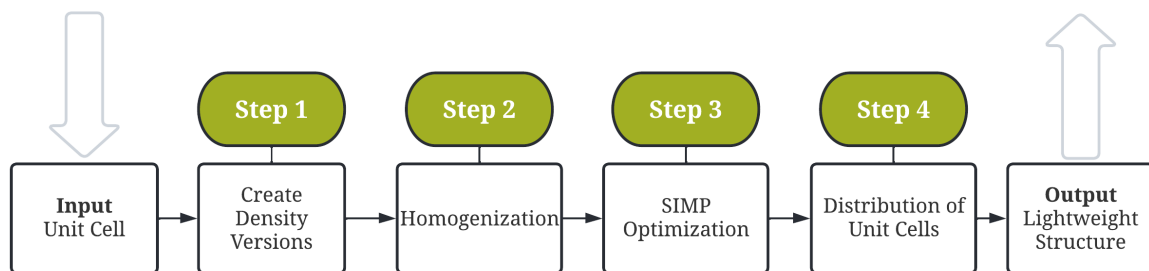 Step 1
Step 2
Step 3
Step 4
Input
Unit Cell
Create
Density
Versions
Homogenization
SIMP
Optimization
Distribution of
Unit Cells
Output
Lightweight
Structure